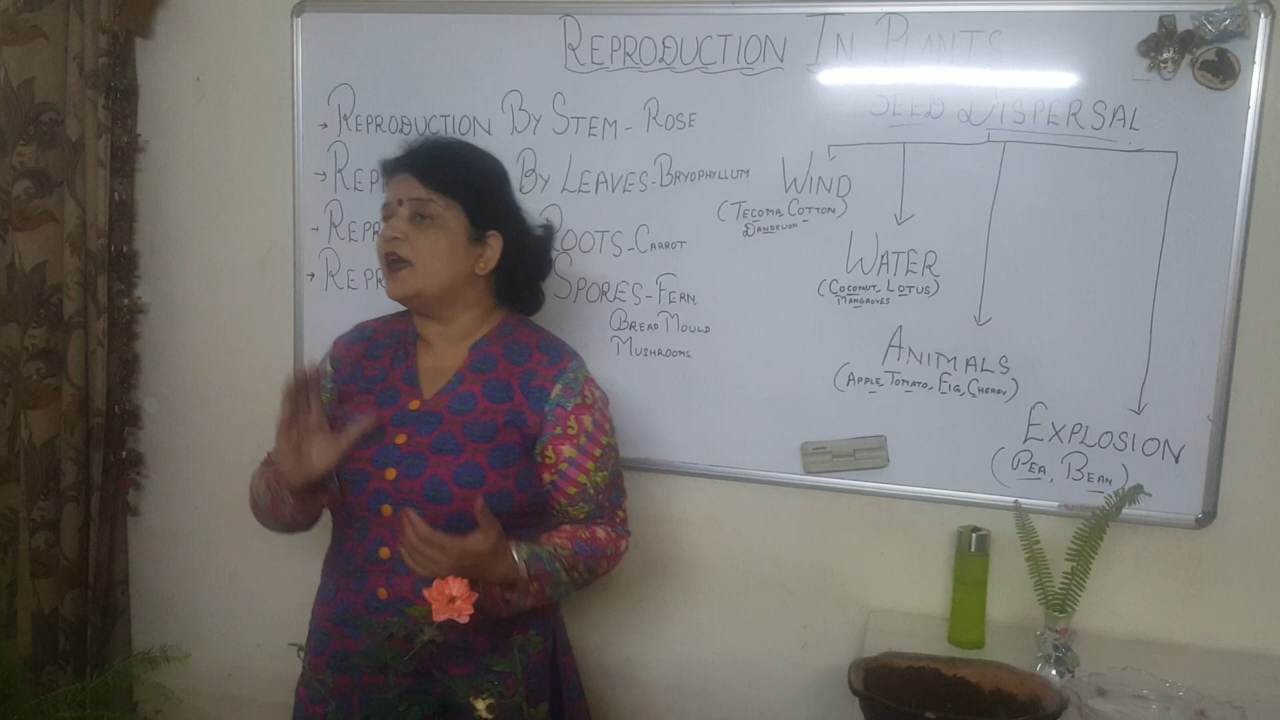 REPRODUCTION IN PLANTS
→ REPRODUCTION BY STEM - ROSE
→ REP BY LEAVES - BRYOPHYLLUM
→ REPR ROOTS - CARROT
→ REPR SPORES - FERN
BREAD MOULD
MUSHROOMS
SEED DISPERSAL
WIND
(TECOMA, COTTON)
DANDELION
WATER
(COCONUT, LOTUS)
MANGROVES
ANIMALS
(APPLE, TOMATO, FIG, CHERRY)
EXPLOSION
(PEA, BEAN)